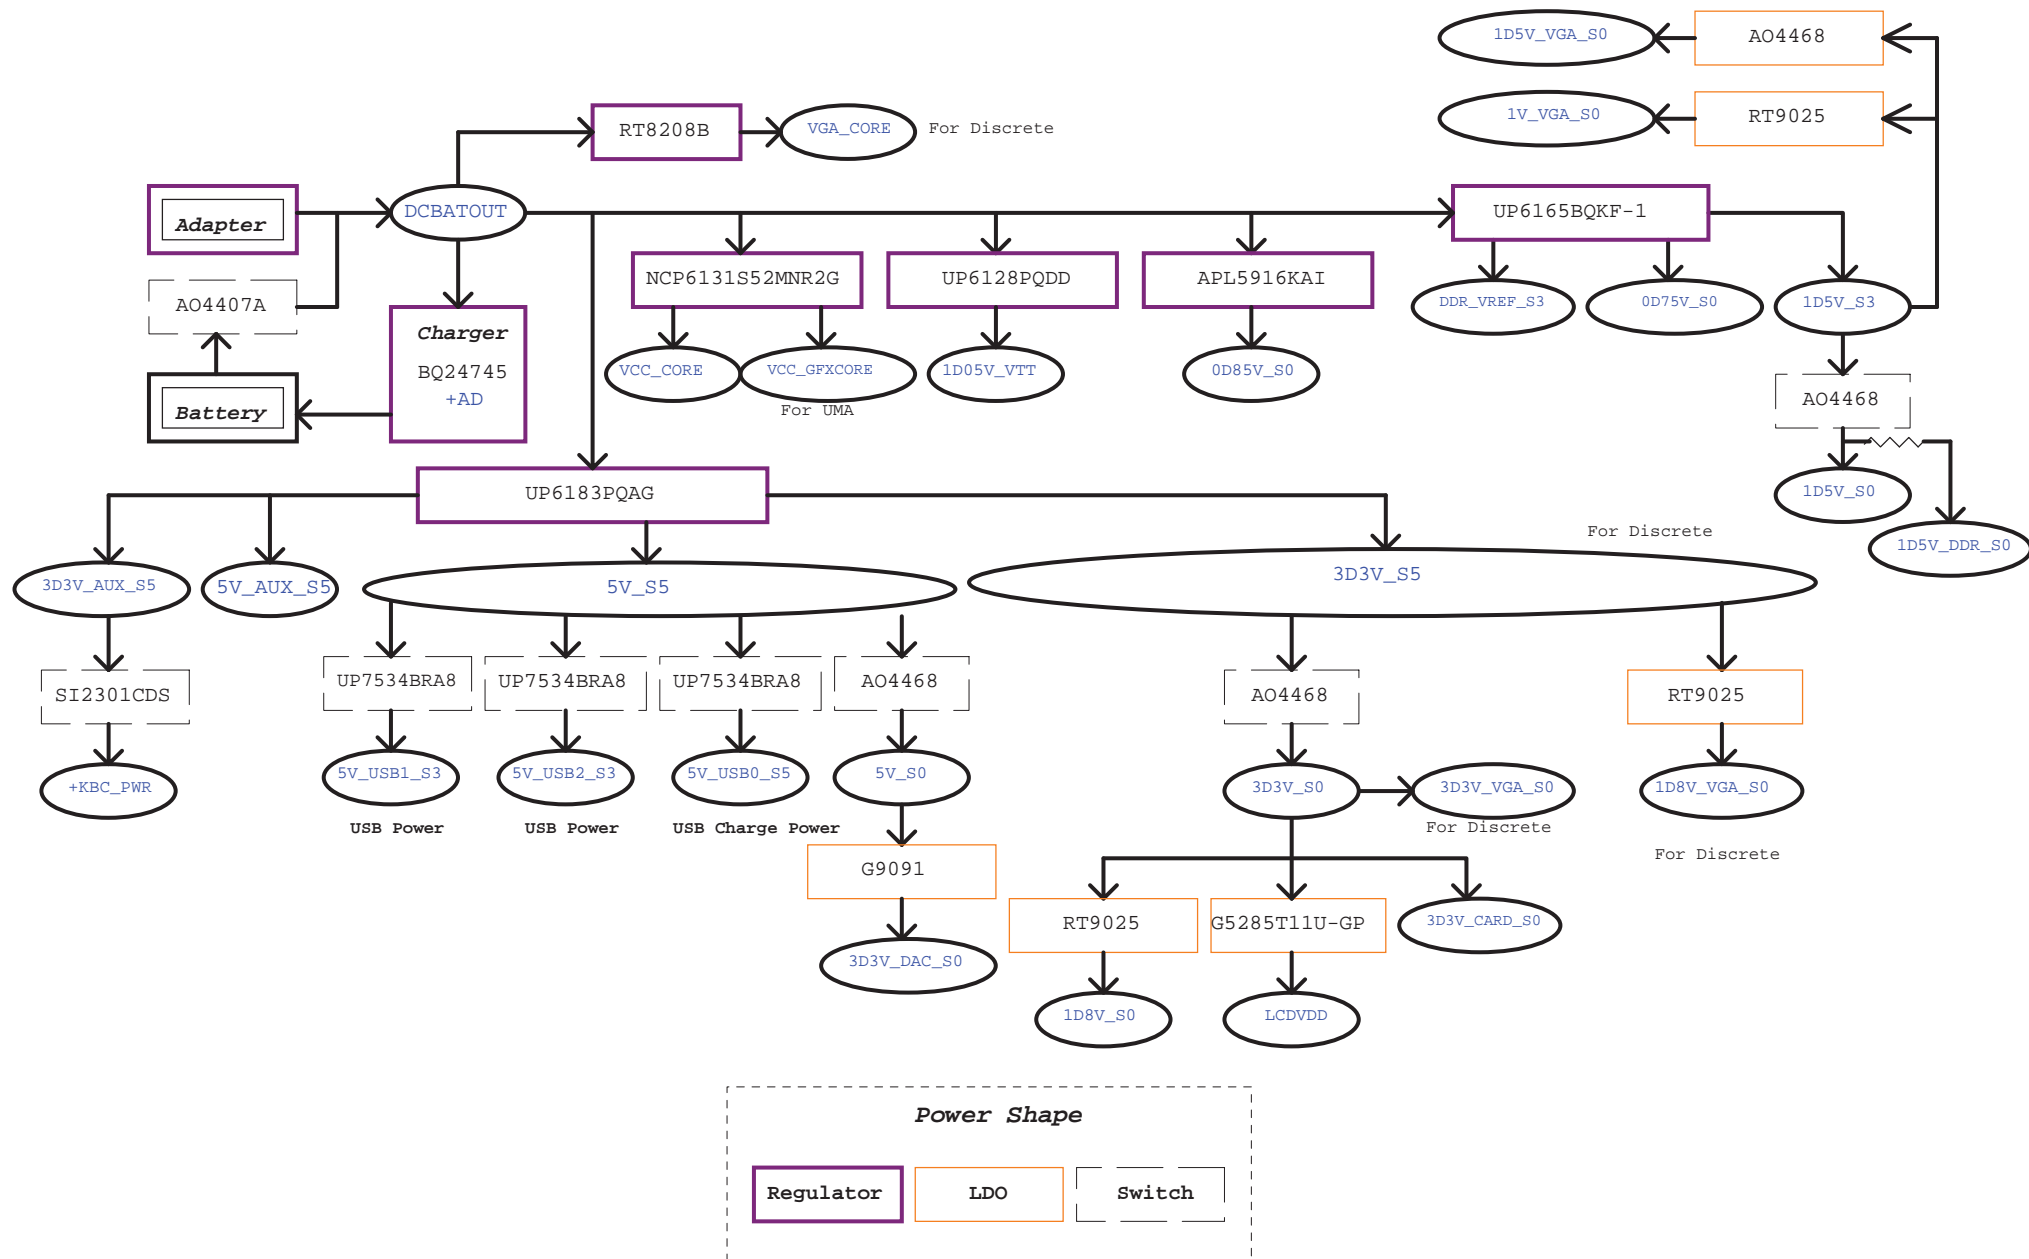 1D5V_VGA_S0
AO4468
1V_VGA_S0
RT9025
RT8208B
VGA_CORE
For Discrete
Adapter
DCBATOUT
UP6165BQKF-1
AO4407A
NCP6131S52MNR2G
UP6128PQDD
APL5916KAI
DDR_VREF_S3
0D75V_S0
1D5V_S3
Charger
BQ24745
+AD
Battery
VCC_CORE
VCC_GFXCORE
For UMA
1D05V_VTT
0D85V_S0
AO4468
UP6183PQAG
1D5V_S0
1D5V_DDR_S0
For Discrete
3D3V_AUX_S5
5V_AUX_S5
5V_S5
3D3V_S5
SI2301CDS
UP7534BRA8
UP7534BRA8
UP7534BRA8
AO4468
AO4468
RT9025
+KBC_PWR
5V_USB1_S3
5V_USB2_S3
5V_USB0_S5
5V_S0
3D3V_S0
3D3V_VGA_S0
1D8V_VGA_S0
USB Power
USB Power
USB Charge Power
For Discrete
For Discrete
G9091
RT9025
G5285T11U-GP
3D3V_CARD_S0
3D3V_DAC_S0
1D8V_S0
LCDVDD
Power Shape
Regulator
LDO
Switch